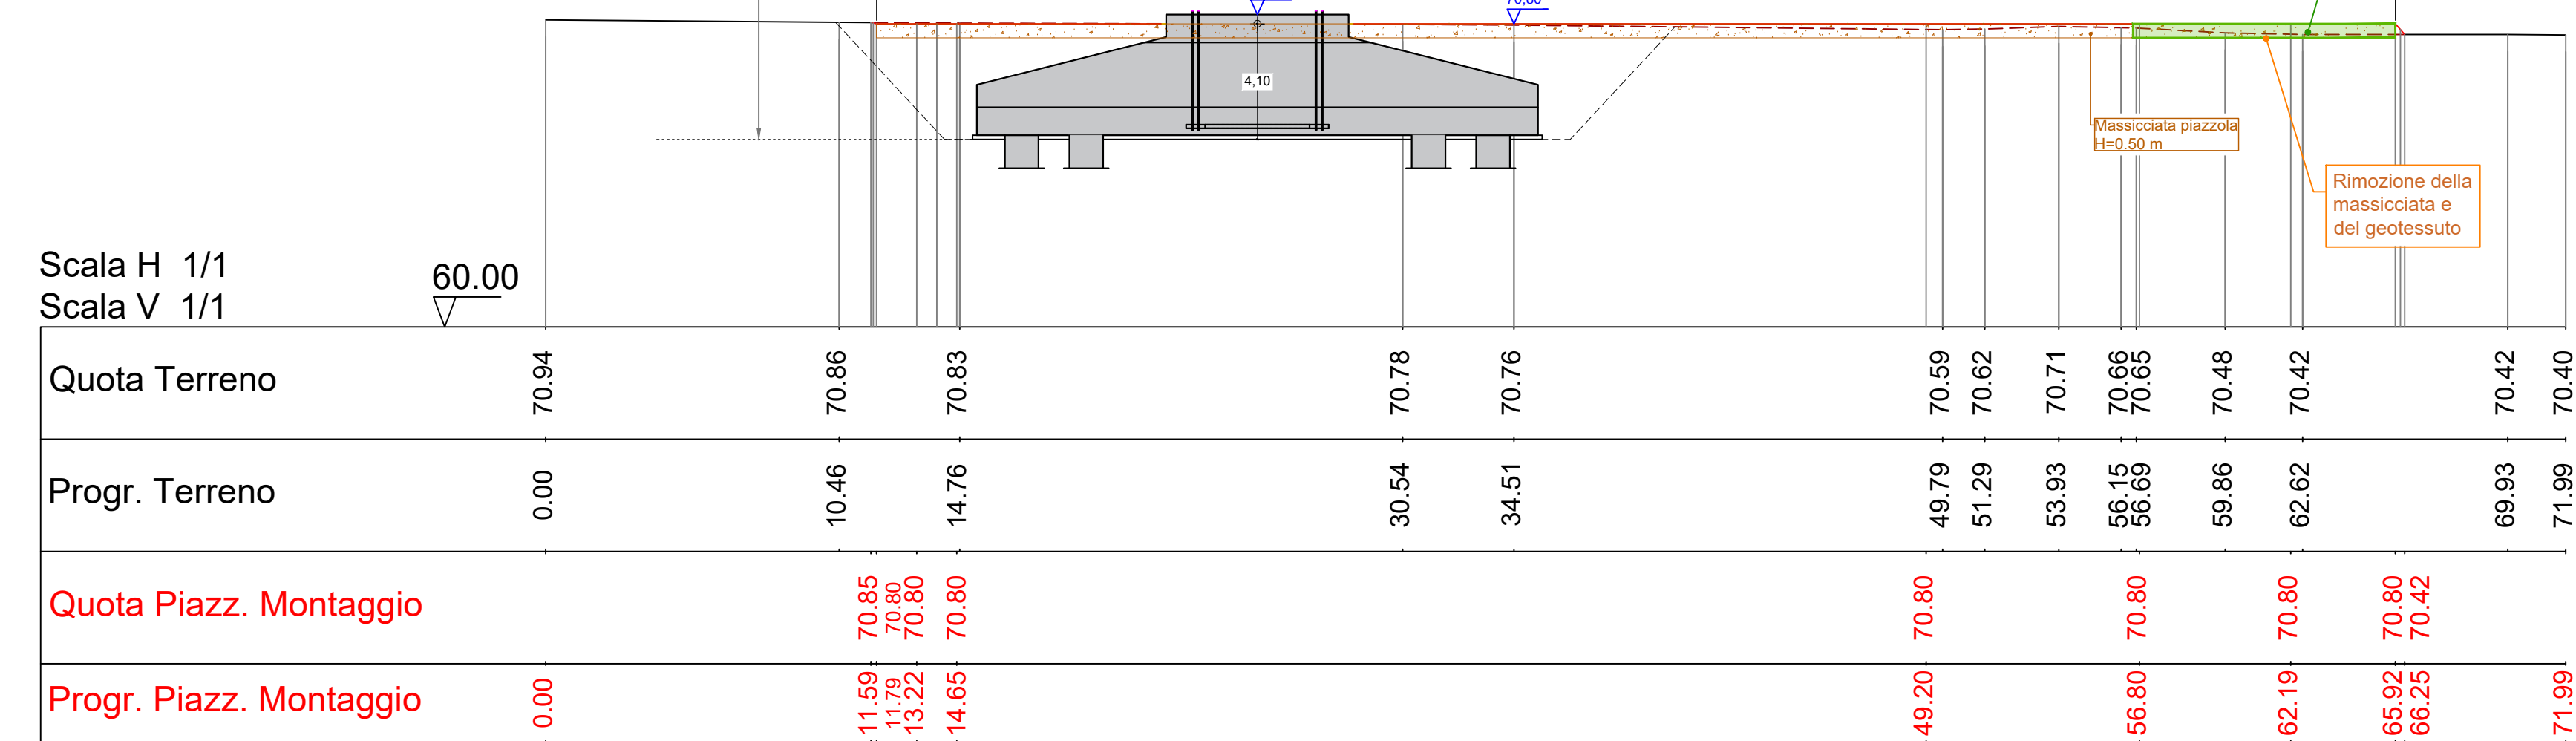 70,80
4,10
Massicciata piazzola
H=0.50 m
Rimozione della
massicciata e
del geotessuto
Scala H 1/1
Scala V 1/1
60.00
Quota Terreno 70.94 70.86 70.83 70.78 70.76 70.59 70.62 70.71 70.66 70.65 70.48 70.42 70.42 70.40
Progr. Terreno 0.00 10.46 14.76 30.54 34.51 49.79 51.29 53.93 56.15 56.69 59.86 62.62 69.93 71.99
Quota Piazz. Montaggio 70.85 70.80 70.80 70.80 70.80 70.80 70.80 70.80 70.42
Progr. Piazz. Montaggio 0.00 11.59 11.79 13.22 14.65 49.20 56.80 62.19 65.92 66.25 71.99